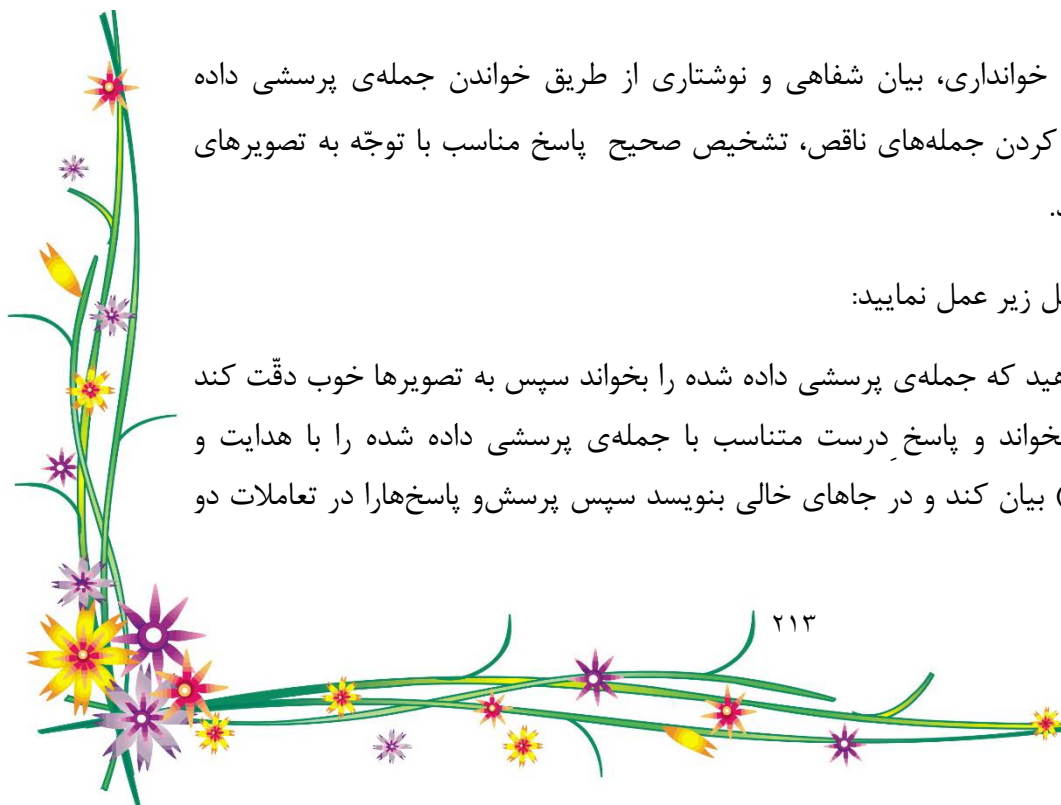 خوانداری، بیان شفاهی و نوشتاری از طریق خواندن جمله‌ی پرسشی داده
کردن جمله‌های ناقص، تشخیص صحیح پاسخ مناسب با توجّه به تصویرهای
زیر عمل نمایید:
که جمله‌ی پرسشی داده شده را بخواند سپس به تصویرها خوب دقّت کند
و پاسخِ درست متناسب با جمله‌ی پرسشی داده شده را با هدایت و
) بیان کند و در جاهای خالی بنویسد سپس پرسش‌و پاسخ‌هارا در تعاملات دو
۲۱۳